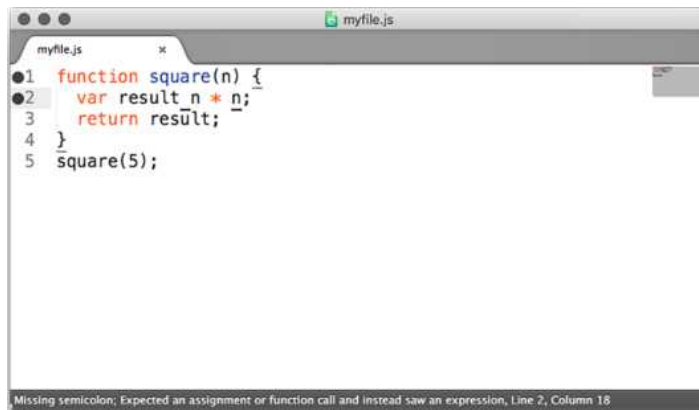 myfile.js
myfile.js ×
1 function square(n) {
2 var result n * n;
3 return result;
4 }
5 square(5);
, Missing semicolon; Expected an assignment or function call and instead saw an expression, Line 2, Column 18